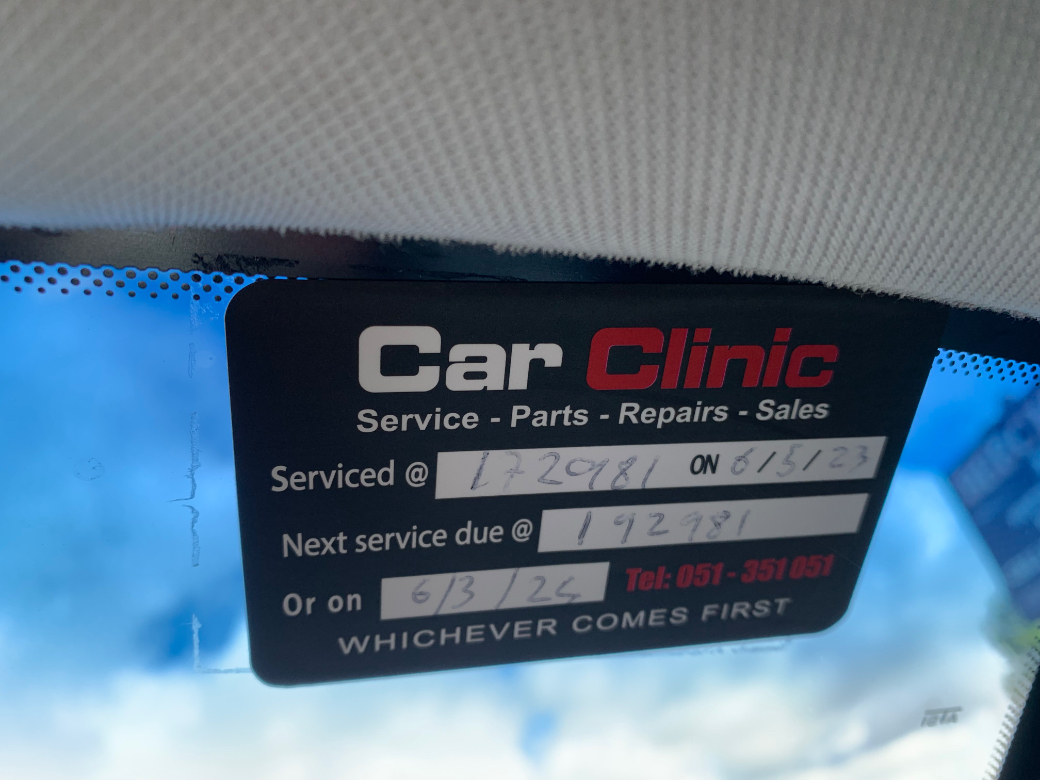 Car Clinic
Service - Parts - Repairs - Sales
Serviced @ 1720981 ON 6/5/23
Next service due @ 192981
Or on 6/3/24 Tel: 051 - 351 051
WHICHEVER COMES FIRST